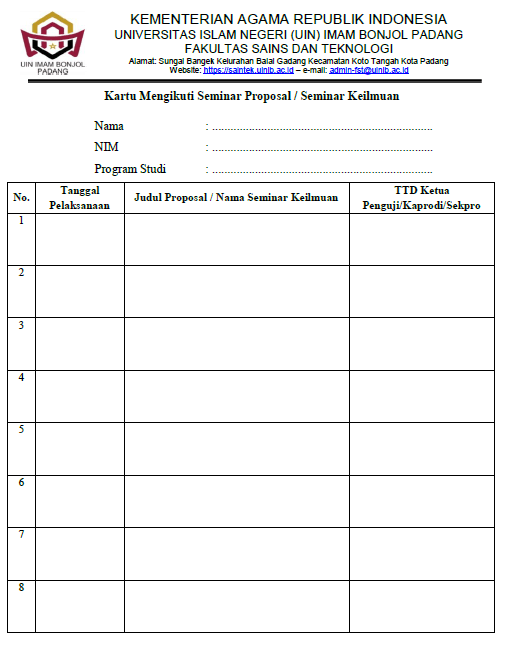 KEMENTERIAN AGAMA REPUBLIK INDONESIA
UNIVERSITAS ISLAM NEGERI (UIN) IMAM BONJOL PADANG
FAKULTAS SAINS DAN TEKNOLOGI
Alamat: Sungai Bangek Kelurahan Balai Gadang Kecamatan Koto Tangah Kota Padang
Website: https://saintek.uinib.ac.id – e-mail: admin-fst@uinib.ac.id
UIN IMAM BONJOL
PADANG
Kartu Mengikuti Seminar Proposal / Seminar Keilmuan
Nama : ........................................................................
NIM : ........................................................................
Program Studi : ........................................................................
No. Tanggal Pelaksanaan Judul Proposal / Nama Seminar Keilmuan TTD Ketua Penguji/Kaprodi/Sekpro
1
2
3
4
5
6
7
8